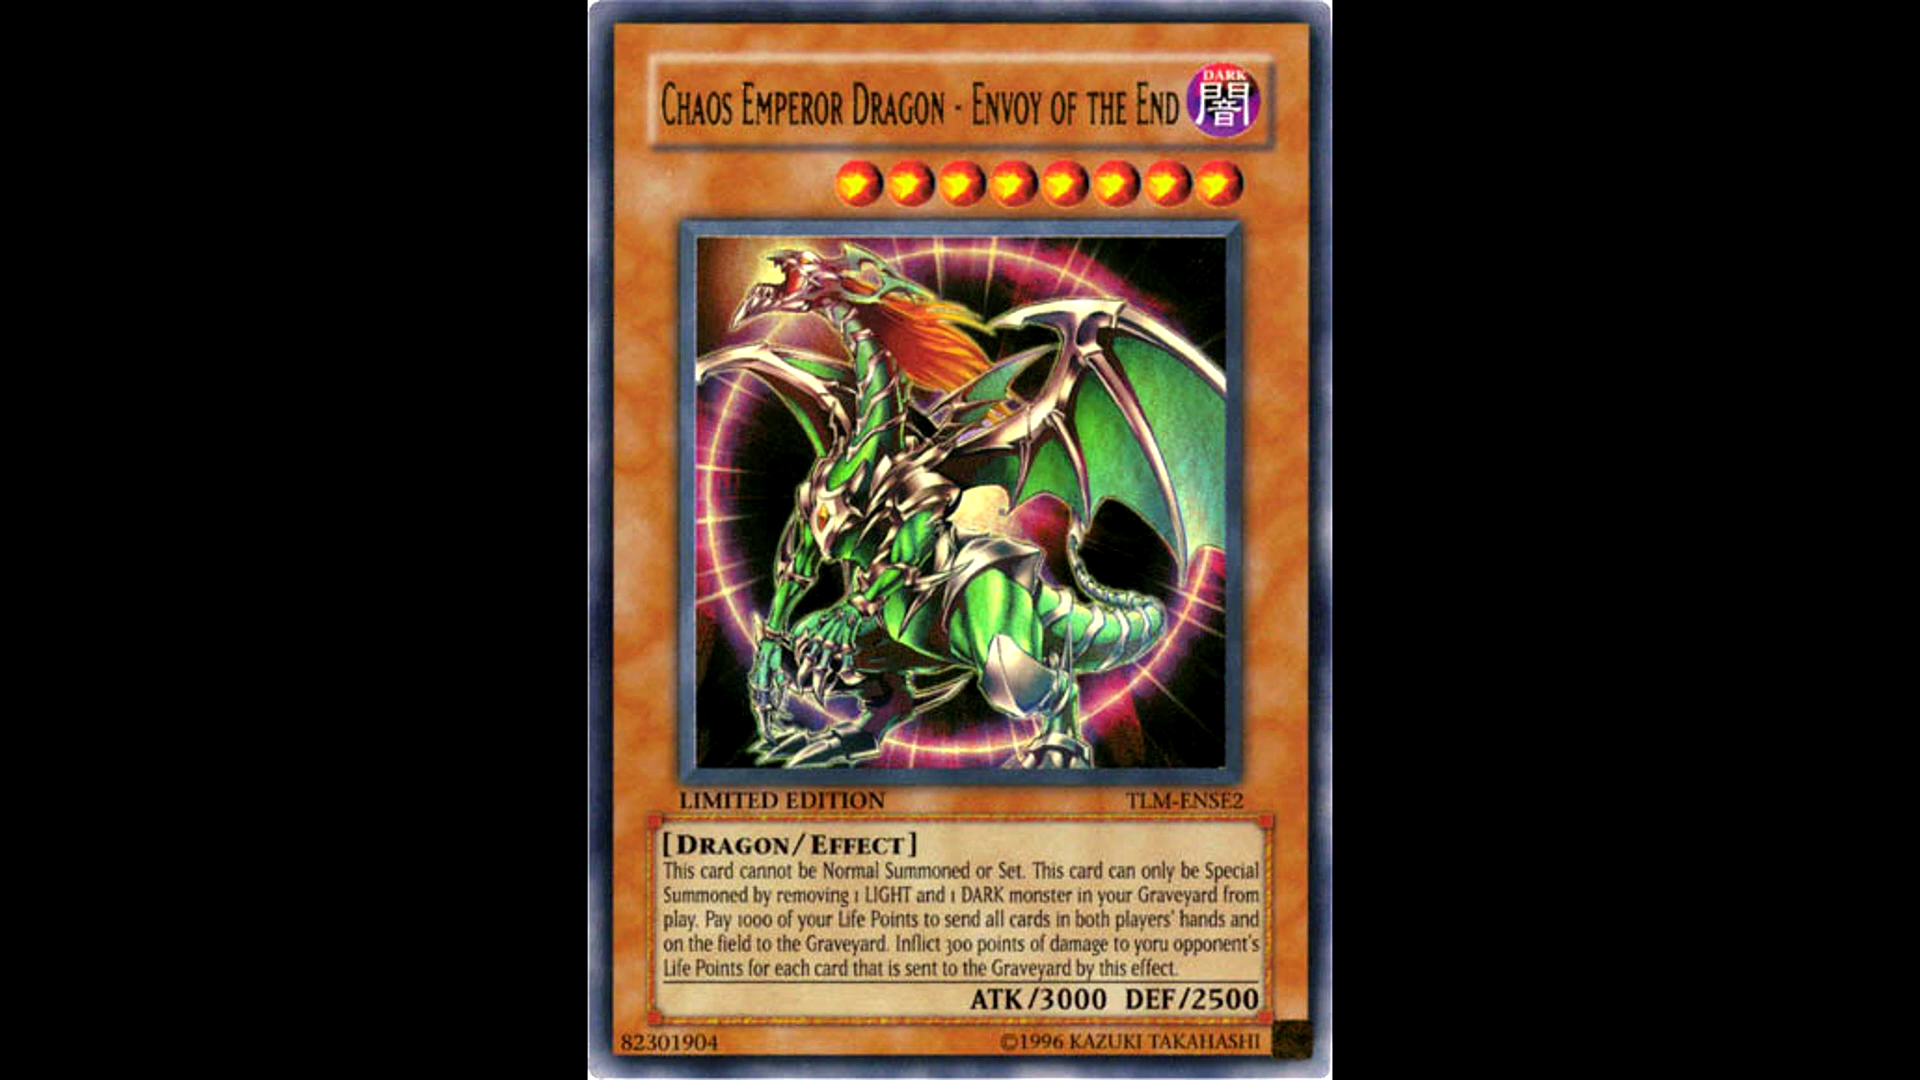 Chaos Emperor Dragon - Envoy of the End
DARK
闇
LIMITED EDITION
TLM-ENSE2
[DRAGON/EFFECT]
This card cannot be Normal Summoned or Set. This card can only be Special
Summoned by removing 1 LIGHT and 1 DARK monster in your Graveyard from
play. Pay 1000 of your Life Points to send all cards in both players' hands and
on the field to the Graveyard. Inflict 300 points of damage to yoru opponent's
Life Points for each card that is sent to the Graveyard by this effect.
ATK/3000 DEF/2500
82301904
©1996 KAZUKI TAKAHASHI